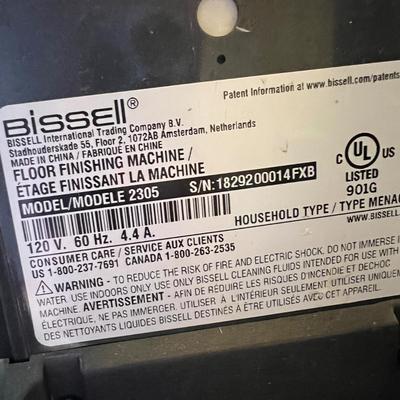 BISSELL®
Patent Information at www.bissell.com/patents
BISSELL International Trading Company B.V.
Stadhouderskade 55, Floor 2, 1072AB Amsterdam, Netherlands
MADE IN CHINA / FABRIQUE EN CHINE
FLOOR FINISHING MACHINE /
ÉTAGE FINISSANT LA MACHINE
C UL US
LISTED
901G
MODEL/MODELE 2305 S/N:1829200014FXB
120 V. 60 Hz. 4.4 A.
HOUSEHOLD TYPE / TYPE MENAG
www.BISSEL
CONSUMER CARE / SERVICE AUX CLIENTS
US 1-800-237-7691 CANADA 1-800-263-2535
WARNING - TO REDUCE THE RISK OF FIRE AND ELECTRIC SHOCK, DUE TO
WATER. USE INDOORS ONLY USE ONLY BISSELL CLEANING FLUIDS INTENDED FOR USE WITH
MACHINE. AVERTISSEMENT - AFIN DE RÉDUIRE LES RISQUES D'INCENDIE ET DE DÉCHOC
ÉLECTRIQUE, NE PAS IMMERGER. UTILISER À L'INTÉRIEUR SEULEMENT. UTILISER
DES NETTOYANTS LIQUIDES BISSELL DESTINÉS À ÊTRE UTILISÉS AVEC CET APPAREIL.